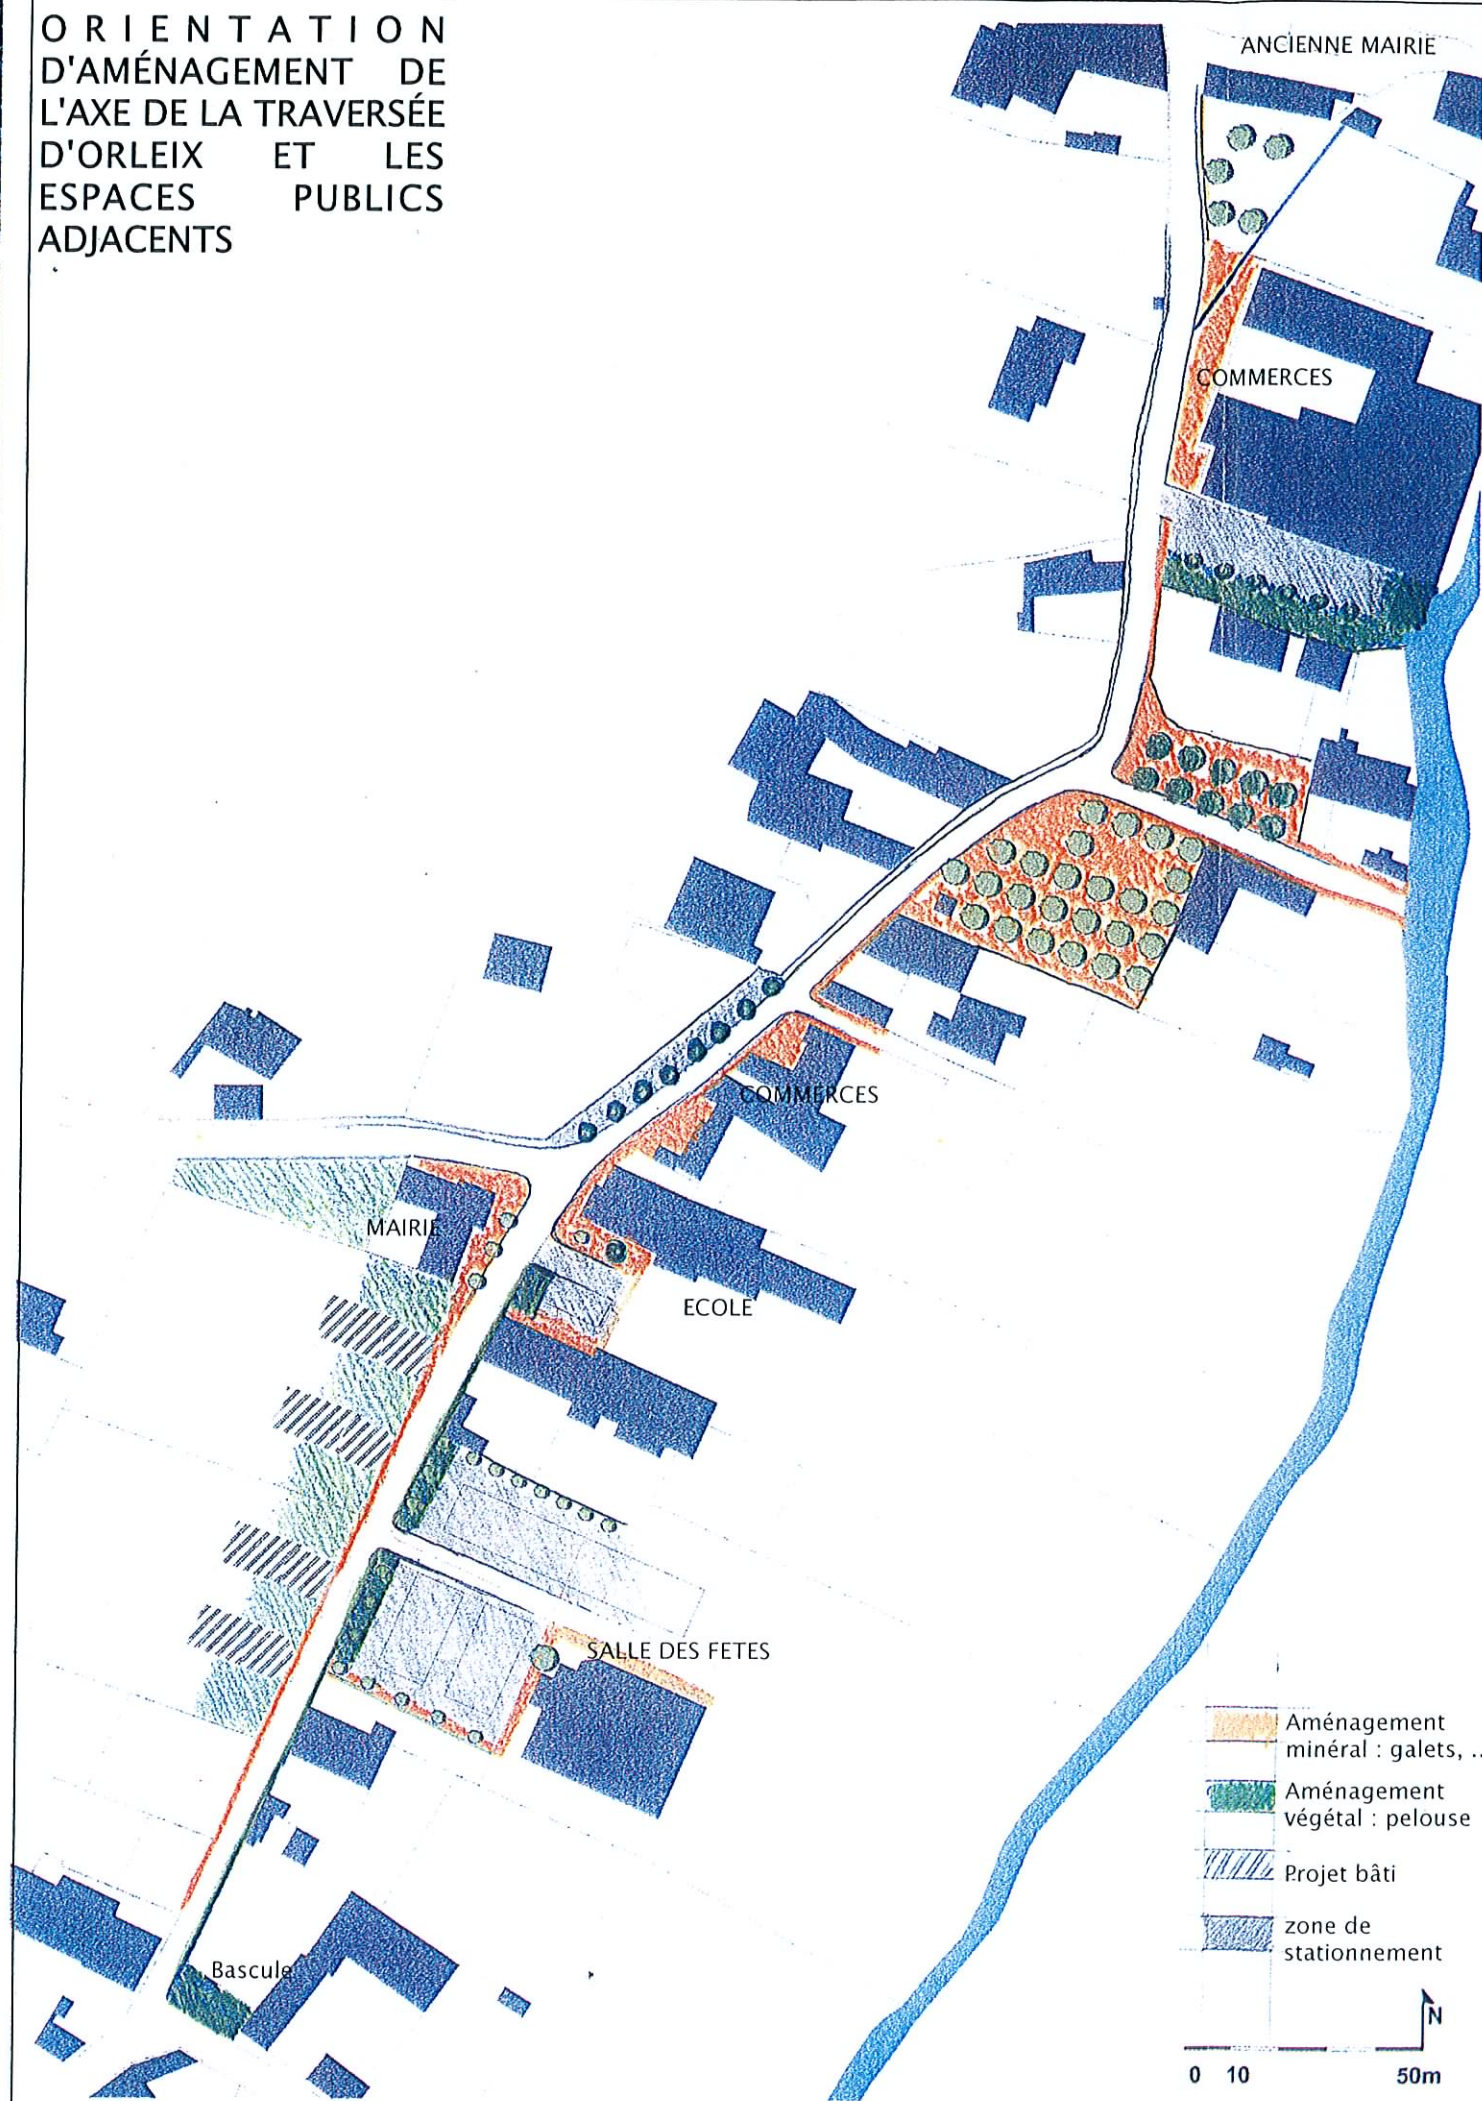 ORIENTATION
D'AMÉNAGEMENT DE
L'AXE DE LA TRAVERSÉE
D'ORLEIX ET LES
ESPACES PUBLICS
ADJACENTS
ANCIENNE MAIRIE
COMMERCES
COMMERCES
MAIRIE
ECOLE
SALLE DES FETES
Bascule
Aménagement
minéral : galets, ..
Aménagement
végétal : pelouse
Projet bâti
zone de
stationnement
N
0 10 50m